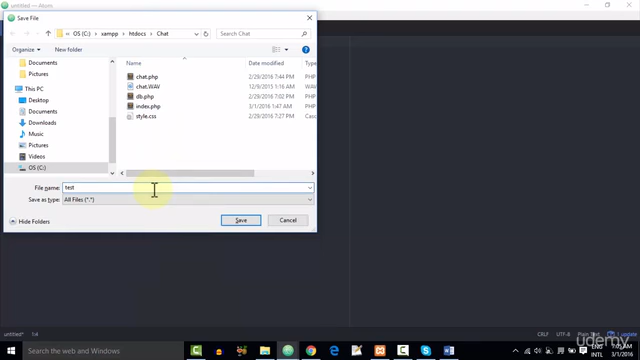 untitled - Atom
Save File
« OS (C:) › xampp › htdocs › Chat
Search Chat
Organize
New folder
Documents
Pictures
This PC
Desktop
Documents
Downloads
Music
Pictures
Videos
OS (C:)
Name
Date modified
Type
chat.php
2/29/2016 7:44 PM
PHP
chat.WAV
12/9/2015 1:16 AM
WAV
db.php
2/29/2016 7:02 PM
PHP
index.php
3/1/2016 1:47 AM
PHP
style.css
2/29/2016 7:27 PM
Casc
File name:
test
Save as type:
All Files (*.*)
Hide Folders
Save
Cancel
untitled*
1:4
CRLF
UTF-8
Plain Text
1 update
udemy
Search the web and Windows
ENG
INTL
3/1/2016